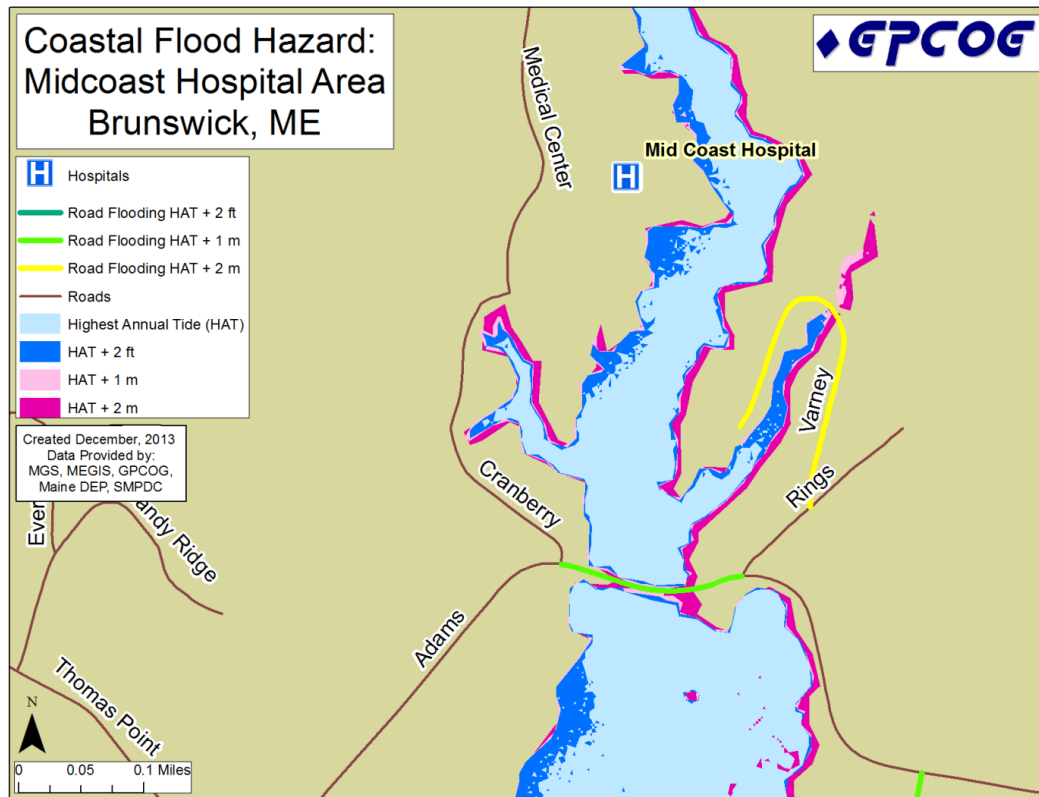 Coastal Flood Hazard:
Midcoast Hospital Area
Brunswick, ME
GPCOG
H Hospitals
Road Flooding HAT + 2 ft
Road Flooding HAT + 1 m
Road Flooding HAT + 2 m
Roads
Highest Annual Tide (HAT)
HAT + 2 ft
HAT + 1 m
HAT + 2 m
Created December, 2013
Data Provided by:
MGS, MEGIS, GPCOG,
Maine DEP, SMPDC
Medical Center
Mid Coast Hospital
H
Varney
Rings
Cranberry
Adams
Ever
andy Ridge
Thomas Point
N
0 0.05 0.1 Miles